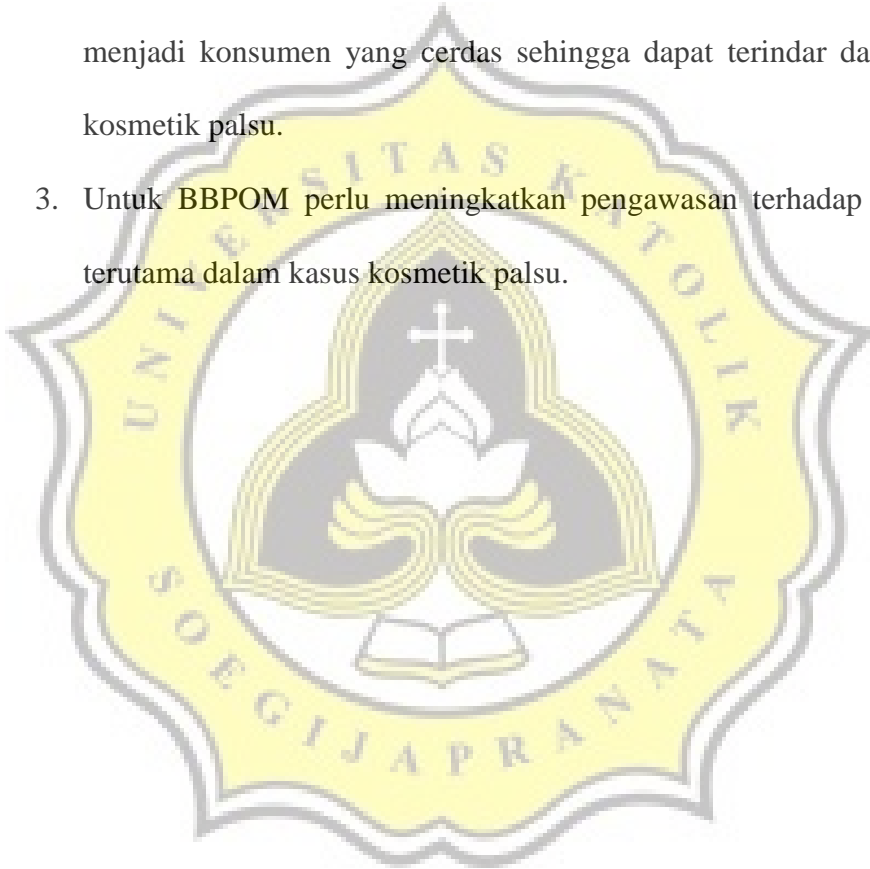 menjadi konsumen yang cerdas sehingga dapat terindar da
kosmetik palsu.
3. Untuk BBPOM perlu meningkatkan pengawasan terhadap
terutama dalam kasus kosmetik palsu.
UNIVERSITAS KATOLIK
SOEGIJAPRANATA